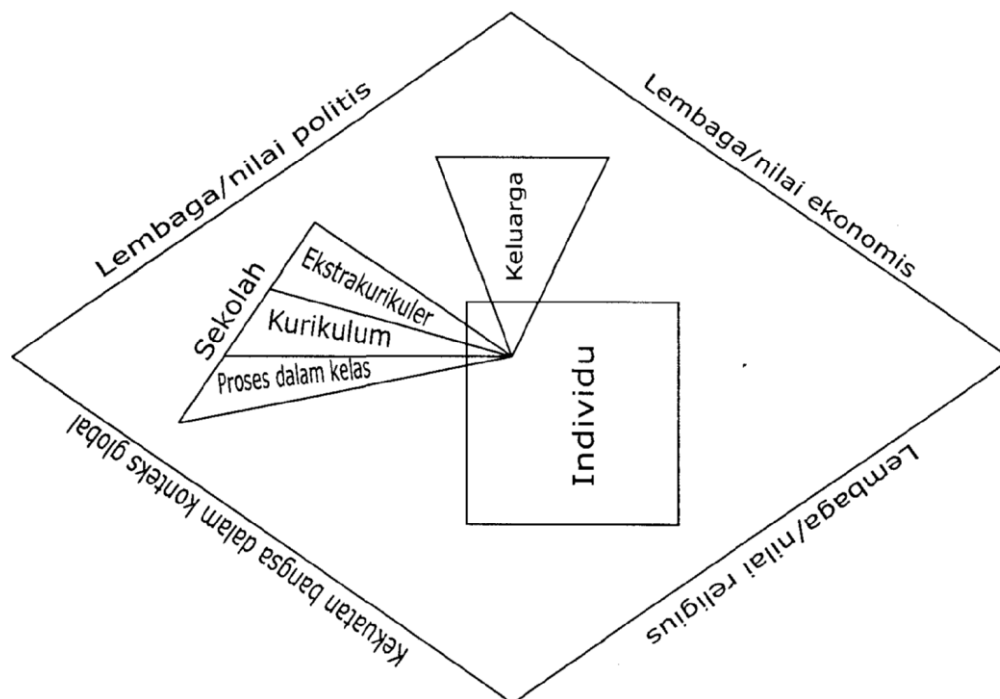 Lembaga/nilai politis
Lembaga/nilai ekonomis
Keluarga
Sekolah
Ekstrakurikuler
Kurikulum
Proses dalam kelas
Individu
Kekuatan bangsa dalam konteks global
Lembaga/nilai religius